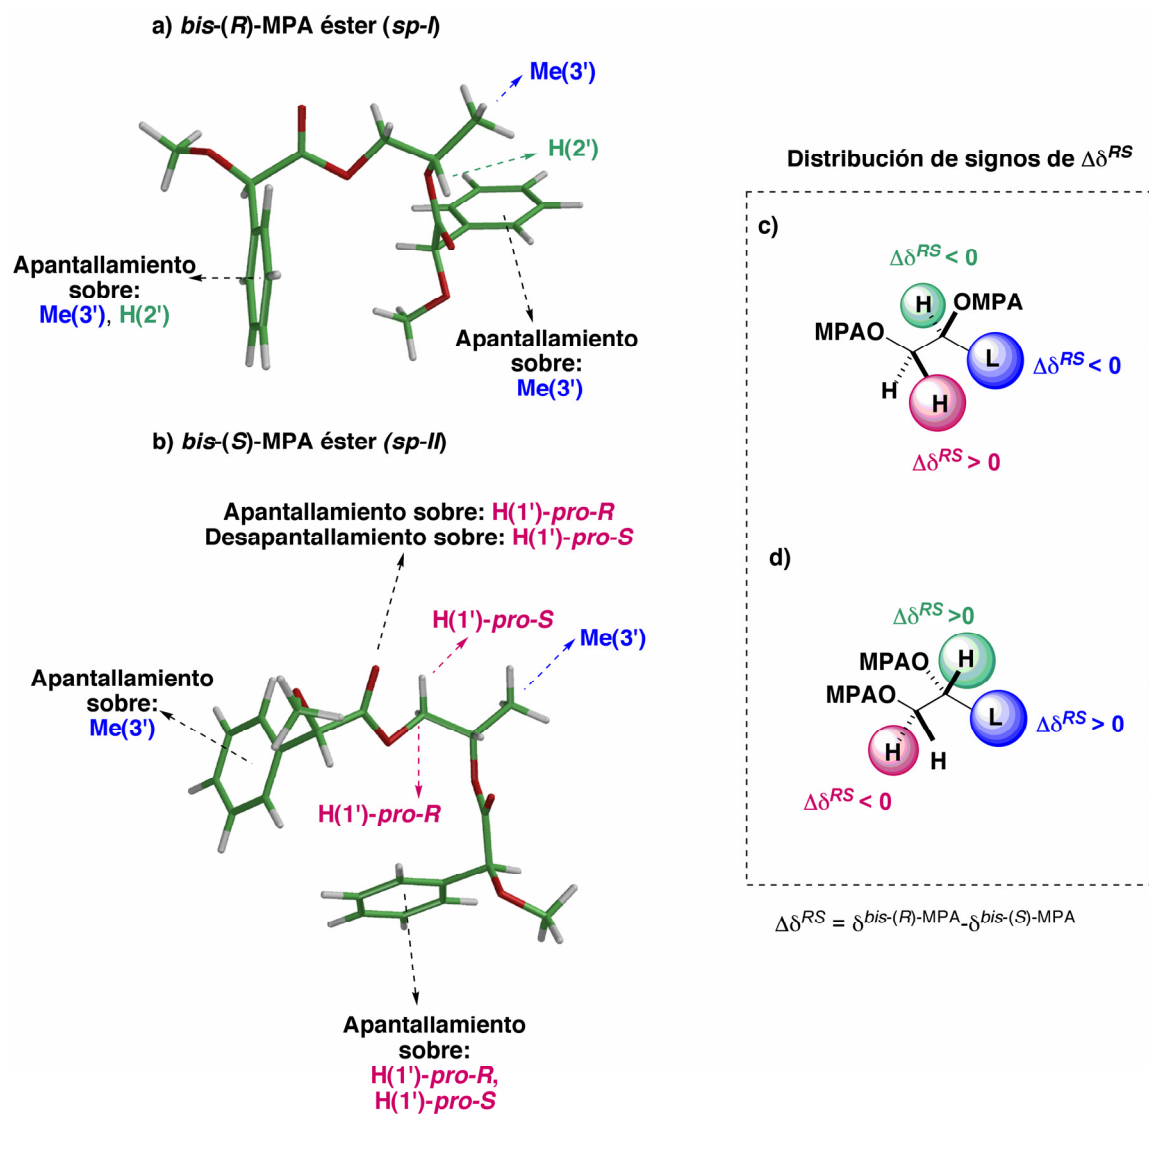 a) bis-(R)-MPA éster (sp-I)
Me(3')
H(2')
Apantallamiento
sobre:
Me(3'), H(2')
Apantallamiento
sobre:
Me(3')
b) bis-(S)-MPA éster (sp-II)
Apantallamiento sobre: H(1')-pro-R
Desapantallamiento sobre: H(1')-pro-S
H(1')-pro-S
Me(3')
Apantallamiento
sobre:
Me(3')
H(1')-pro-R
Apantallamiento
sobre:
H(1')-pro-R,
H(1')-pro-S
Distribución de signos de ΔδRS
c)
ΔδRS < 0
H OMPA
MPAO
L ΔδRS < 0
H
H
ΔδRS > 0
d)
ΔδRS >0
MPAO H
MPAO
L ΔδRS > 0
H H
ΔδRS < 0
ΔδRS = δbis-(R)-MPA-δbis-(S)-MPA